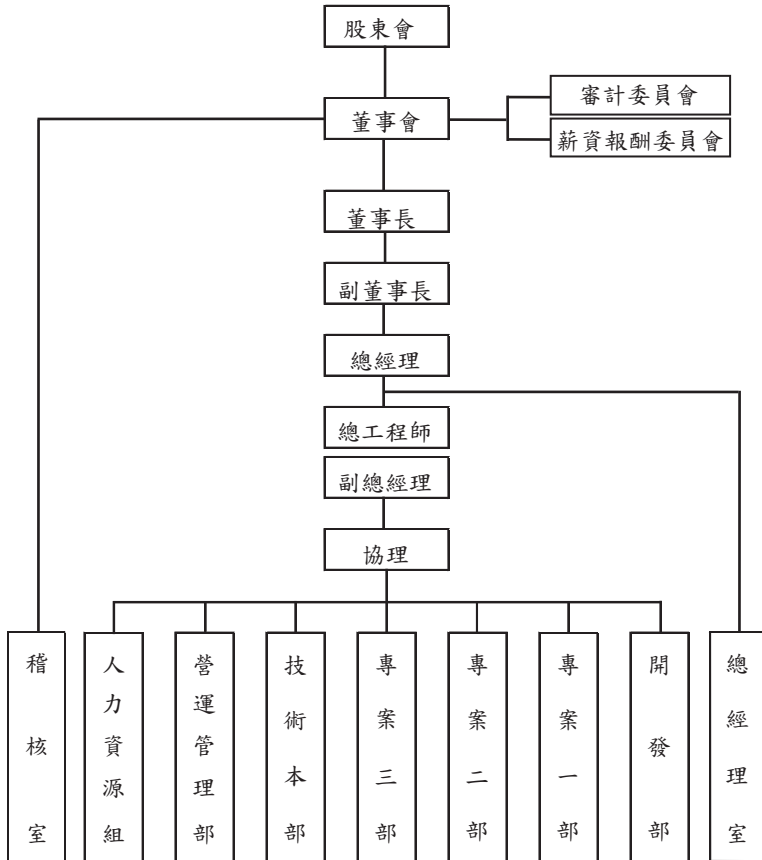 股東會
董事會
審計委員會
薪資報酬委員會
董事長
副董事長
總經理
總工程師
副總經理
協理
稽核室
人力資源組
營運管理部
技術本部
專案三部
專案二部
專案一部
開發部
總經理室